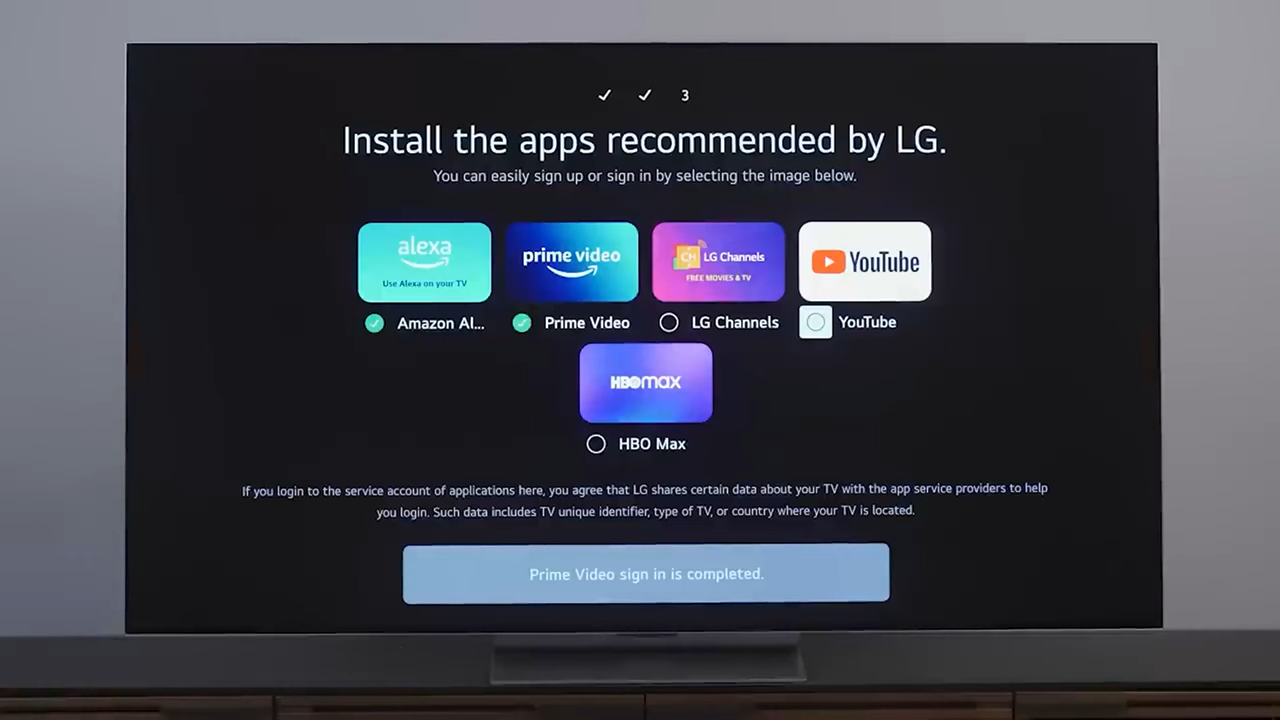 3
Install the apps recommended by LG.
You can easily sign up or sign in by selecting the image below.
alexa
Use Alexa on your TV
prime video
CH LG Channels
FREE MOVIES & TV
YouTube
Amazon Al...
Prime Video
LG Channels
YouTube
HBOmax
HBO Max
If you login to the service account of applications here, you agree that LG shares certain data about your TV with the app service providers to help
you login. Such data includes TV unique identifier, type of TV, or country where your TV is located.
Prime Video sign in is completed.